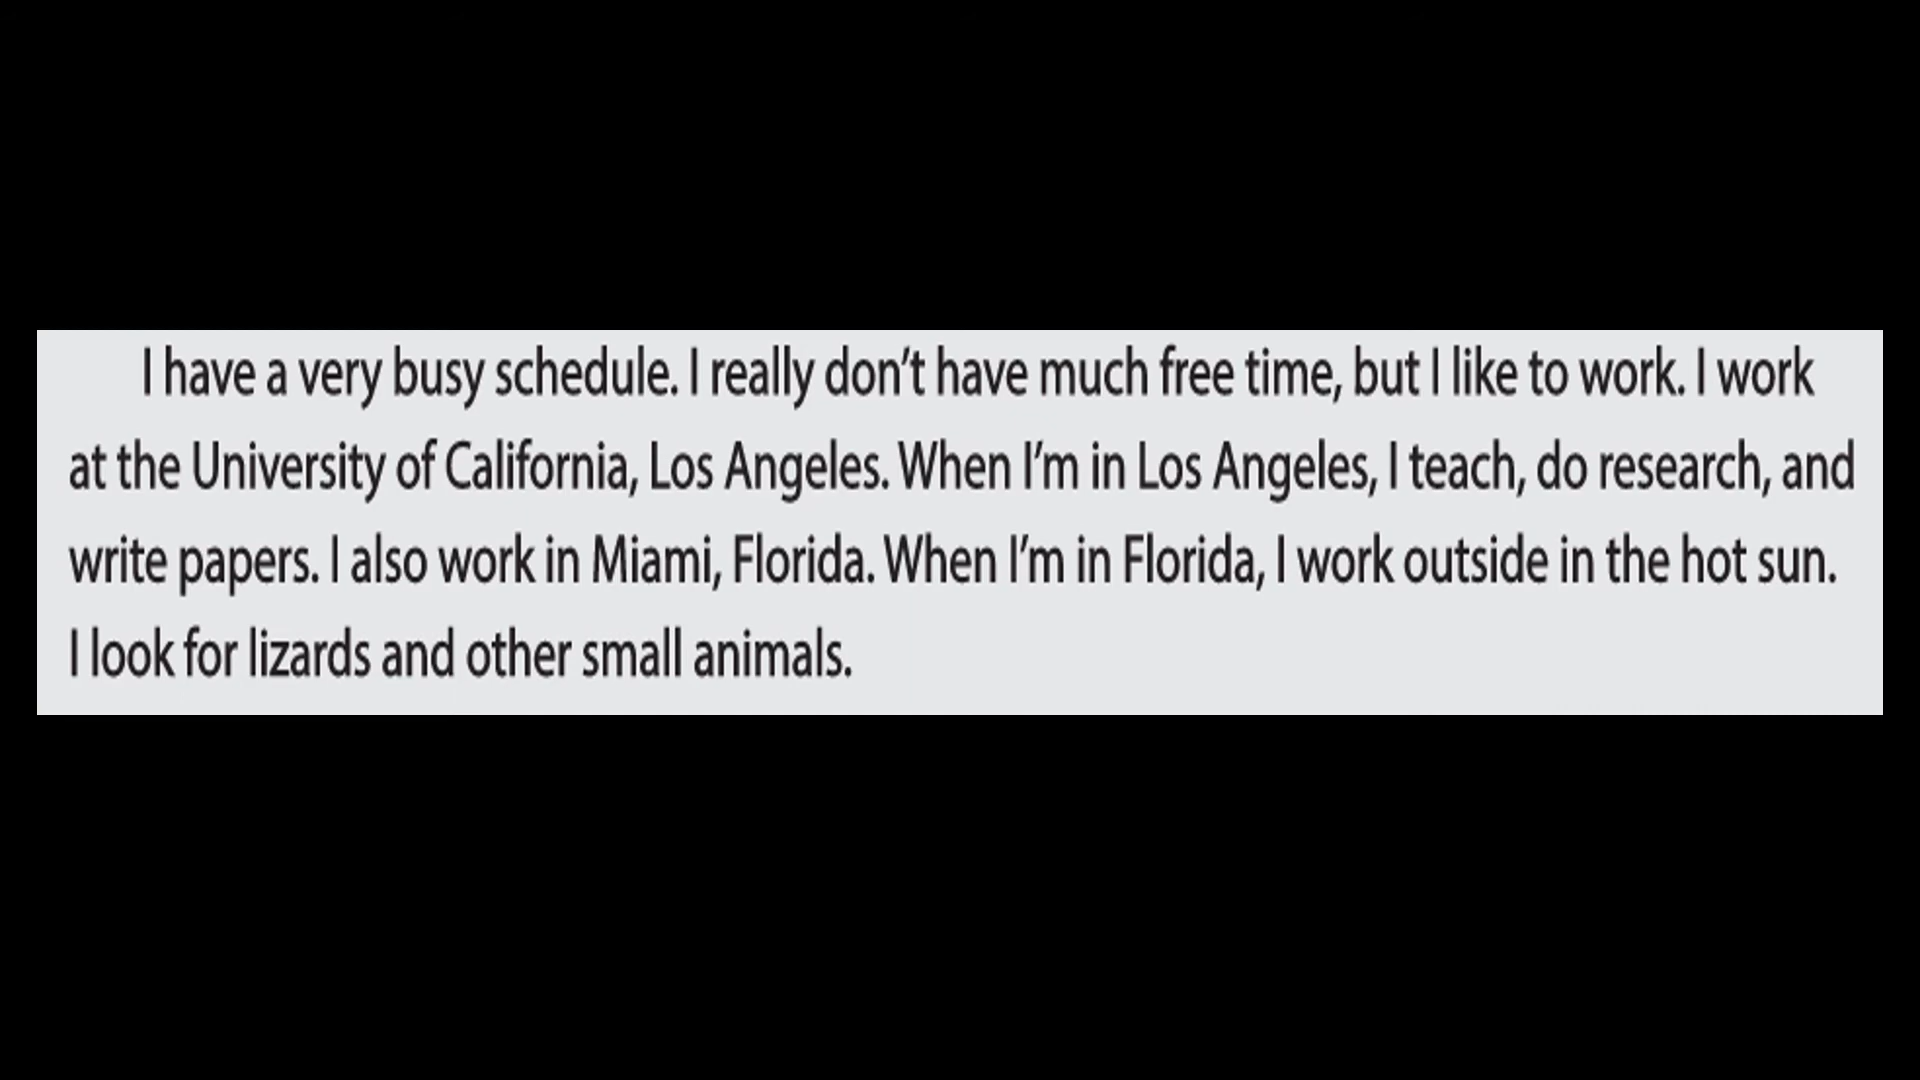 I have a very busy schedule. I really don’t have much free time, but I like to work. I work
at the University of California, Los Angeles. When I’m in Los Angeles, I teach, do research, and
write papers. I also work in Miami, Florida. When I’m in Florida, I work outside in the hot sun.
I look for lizards and other small animals.